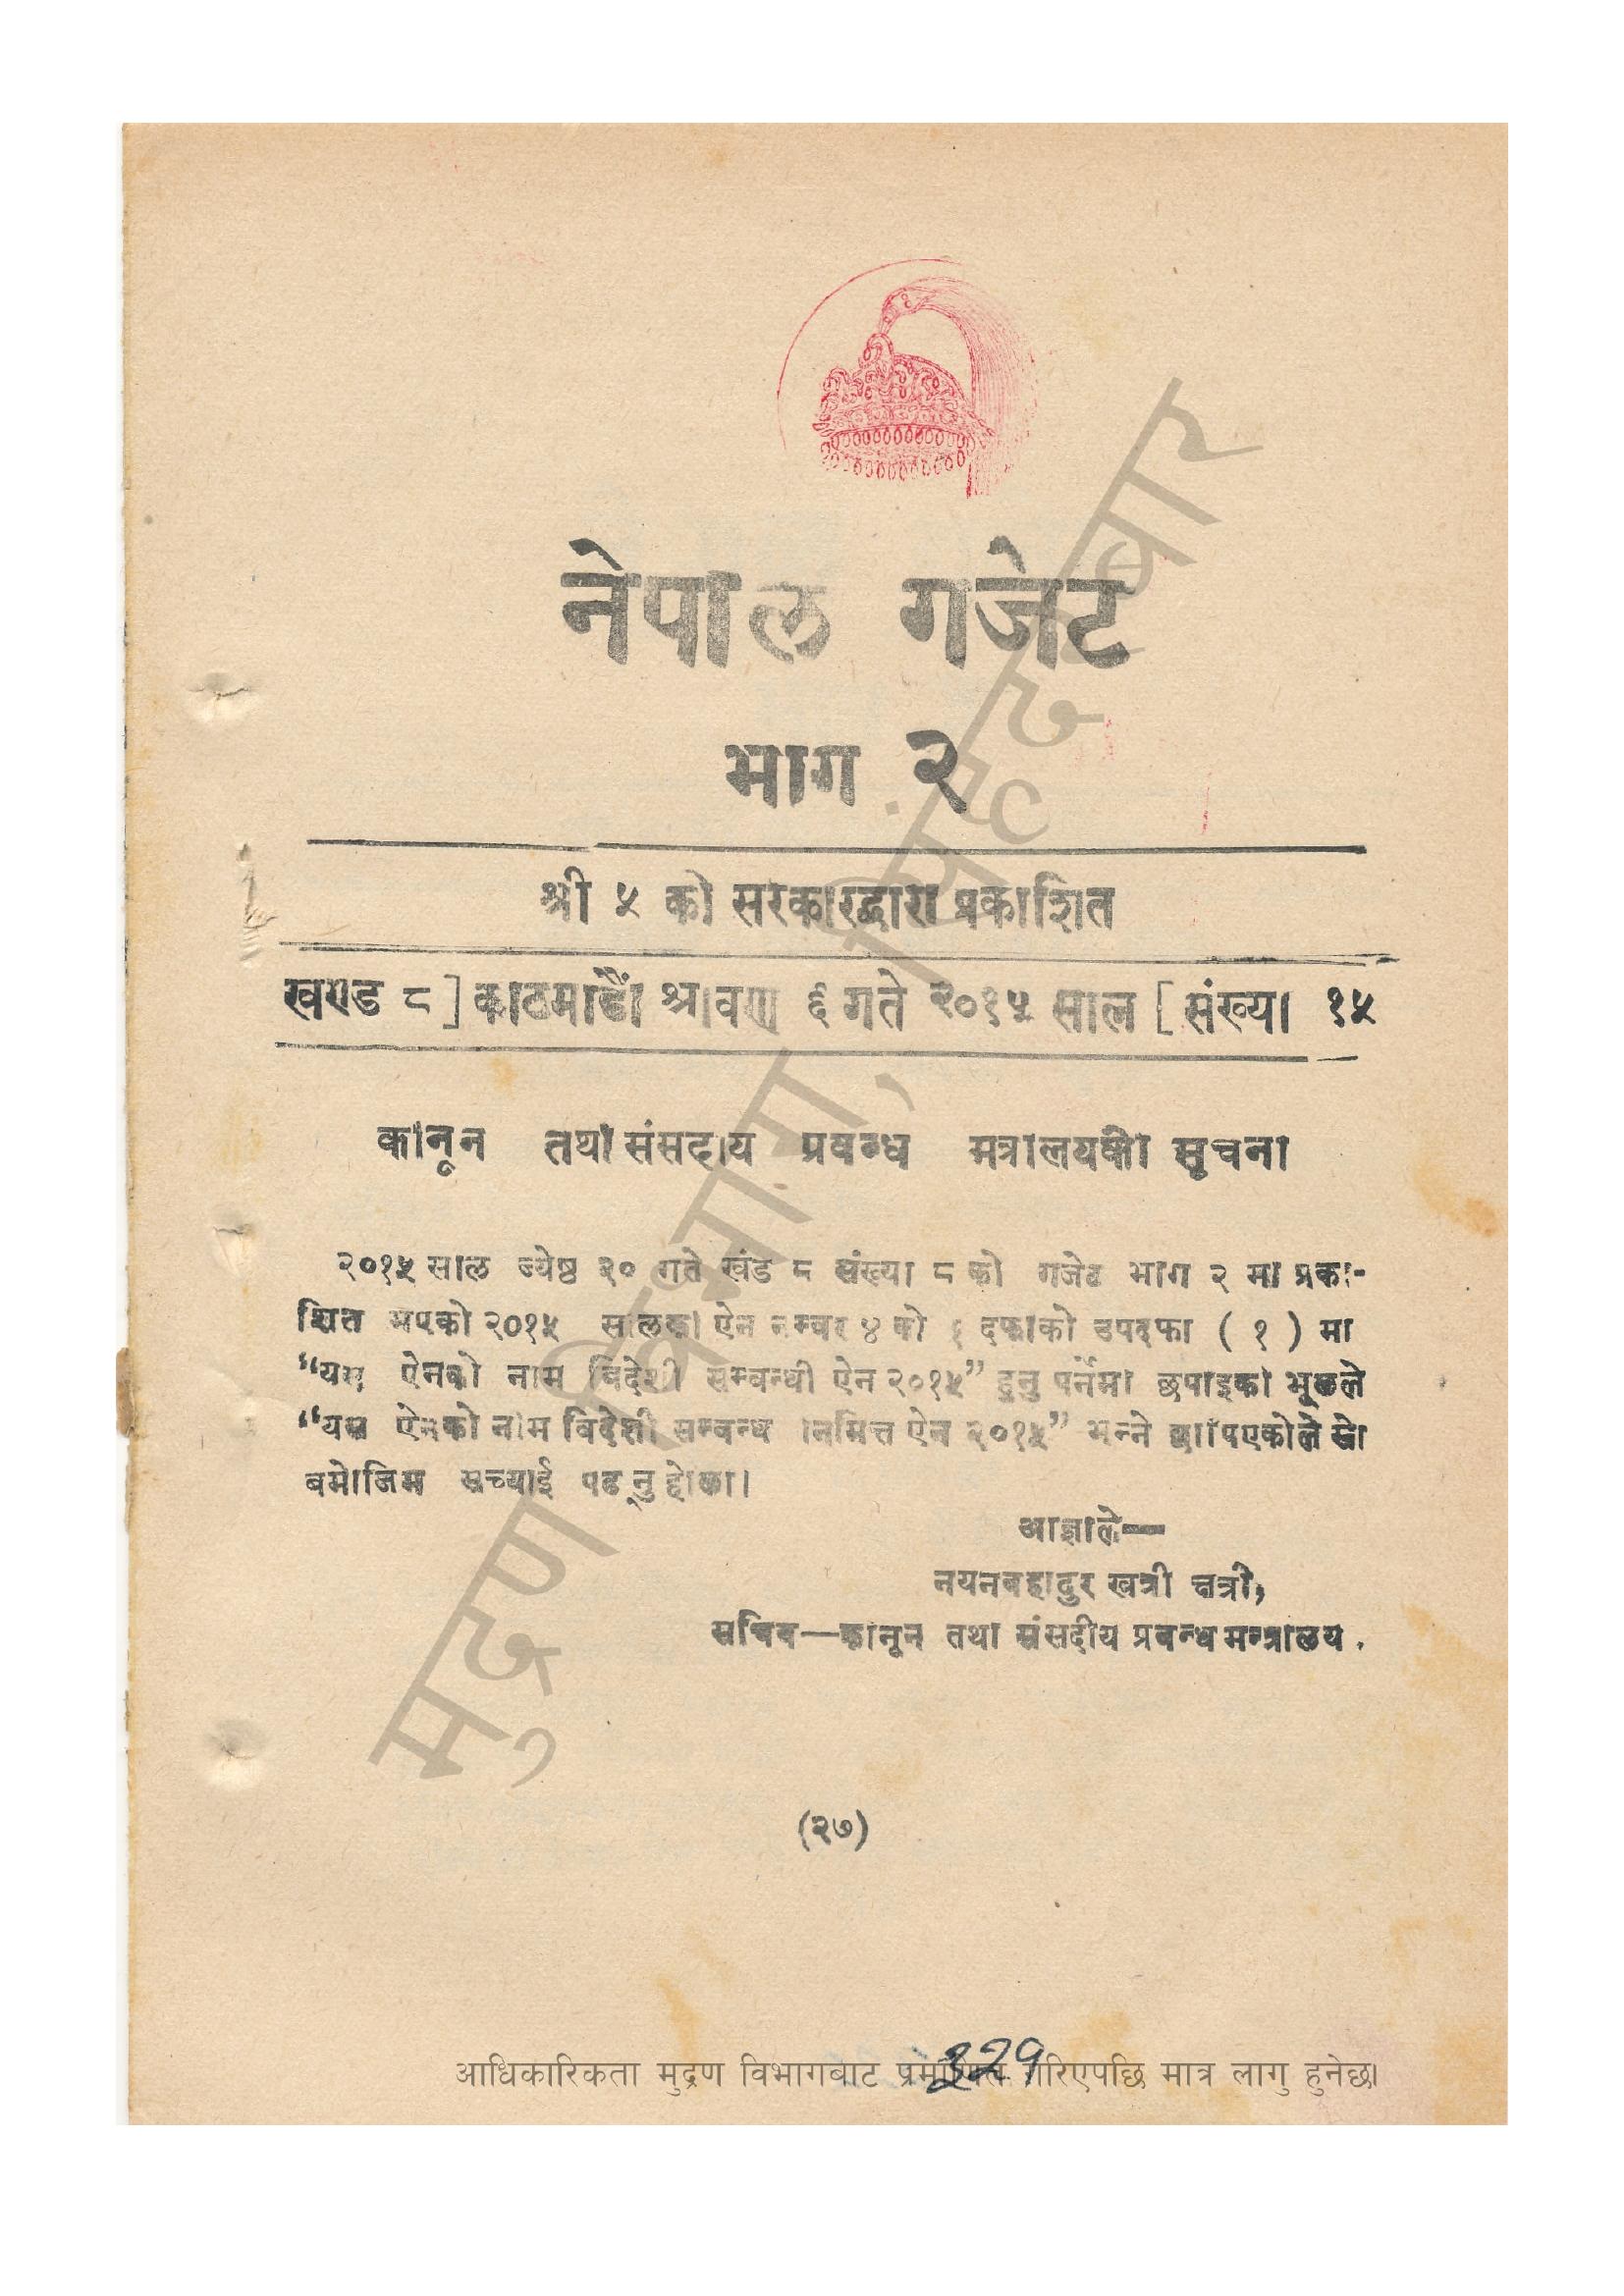 नेपाल गजेट
भाग २
श्री ५ को सरकारद्वारा प्रकाशित
खण्ड ८ ] काठमाडौं श्रावण ६ गते २०१५ साल [ संख्या १५
कानून तथा संसदीय प्रबन्ध मन्त्रालयको सूचना
२०१५ साल ज्येष्ठ २० गते खंड ८ संख्या ८ को गजेट भाग २ मा प्रका-
शित भएको २०१५ सालको ऐन नम्बर ४ को १ दफाको उपदफा ( १ ) मा
“यस ऐनको नाम विदेशी सम्बन्धी ऐन २०१५” हुनु पर्नेमा छपाइको भूलले
“यस ऐनको नाम विदेशी सम्बन्ध निमित्त ऐन २०१५” भन्ने छापिएकोले सो
बमोजिम सच्याई पढ्नु होला।
आज्ञाले—
नयनबहादुर खत्री क्षत्री,
सचिव—कानून तथा संसदीय प्रबन्ध मन्त्रालय.
(२७)
आधिकारिकता मुद्रण विभागबाट प्रमाणित गरिएपछि मात्र लागु हुनेछ।
मुद्रण विभाग, सिंहदरबार